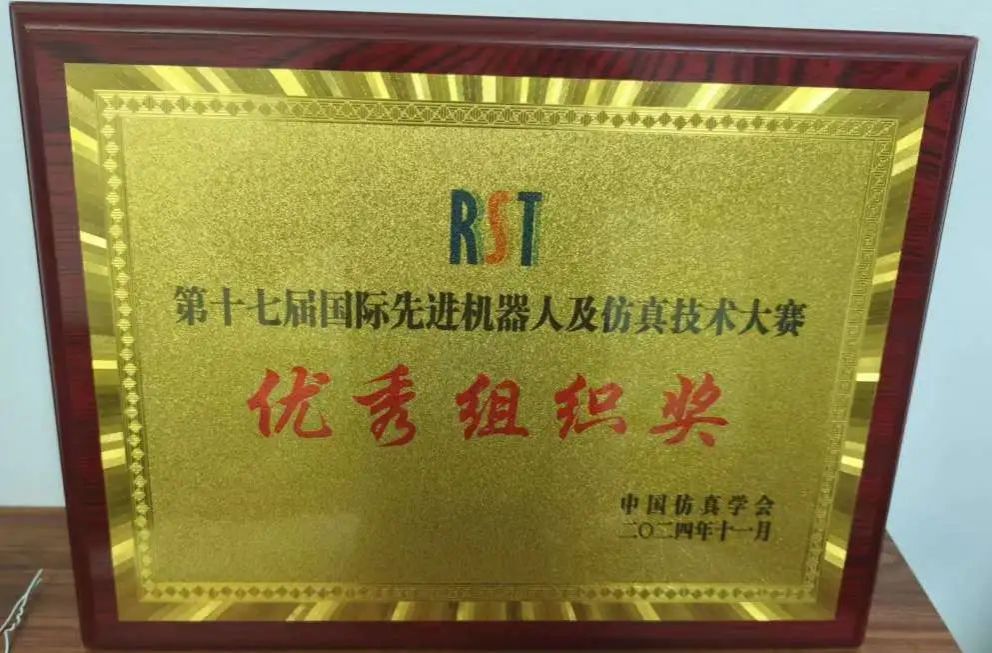 RST
第十七届国际先进机器人及仿真技术大赛
优秀组织奖
中国仿真学会
二〇二四年十一月